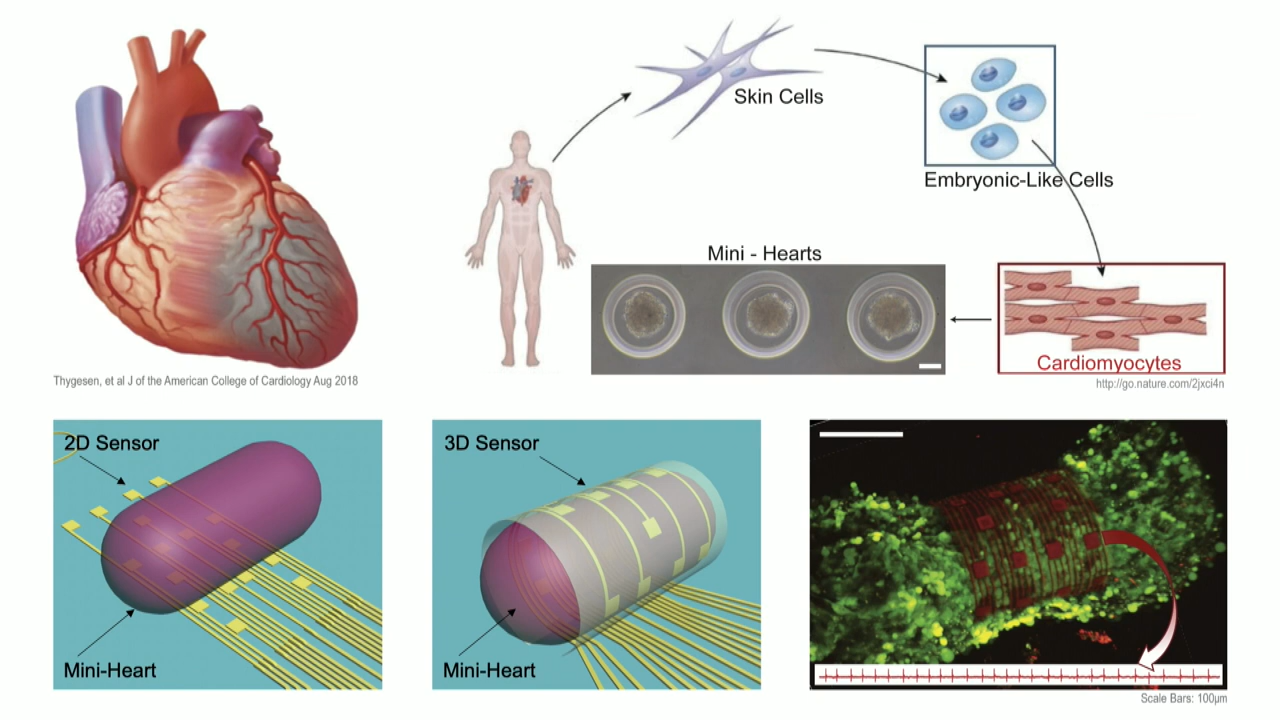 Skin Cells
Embryonic-Like Cells
Mini - Hearts
Cardiomyocytes
Thygesen, et al J of the American College of Cardiology Aug 2018
http://go.nature.com/2jxci4n
2D Sensor
Mini-Heart
3D Sensor
Mini-Heart
Scale Bars: 100µm